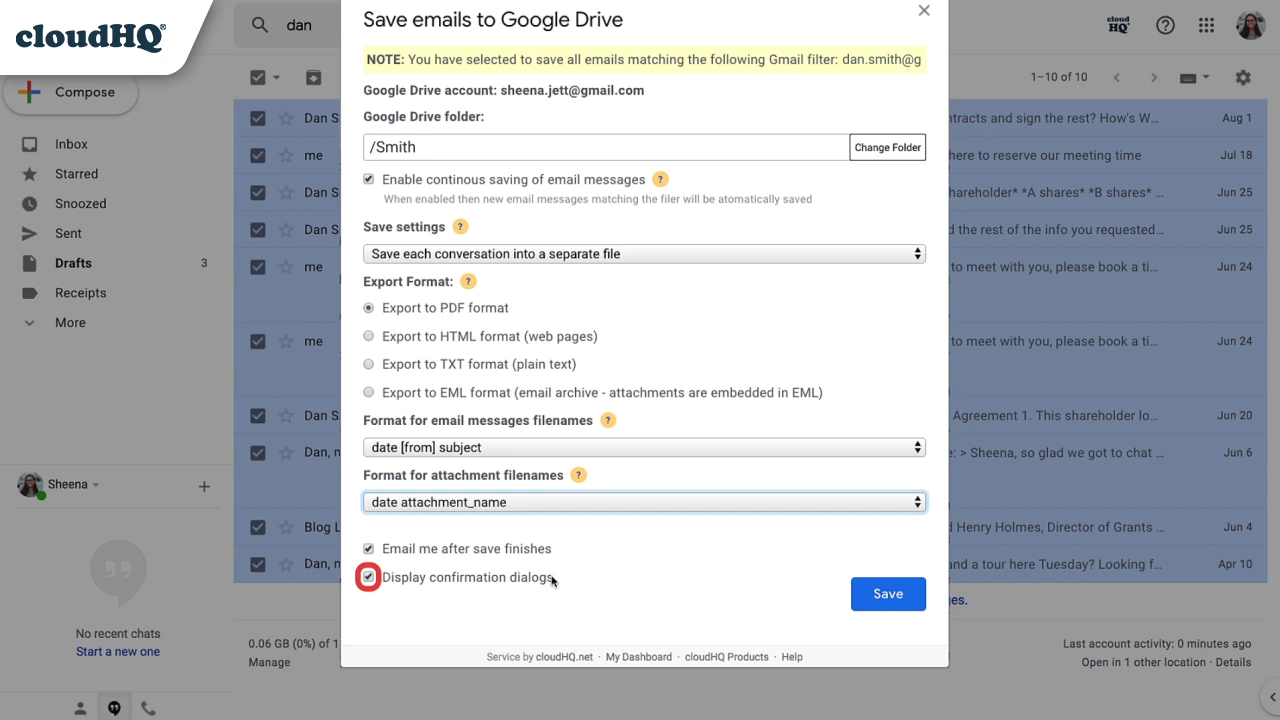 cloudHQ®
dan
cloud
HQ
1–10 of 10
Compose
Inbox
Starred
Snoozed
Sent
Drafts 3
Receipts
More
Sheena
No recent chats
Start a new one
Save emails to Google Drive
NOTE: You have selected to save all emails matching the following Gmail filter: dan.smith@g
Google Drive account: sheena.jett@gmail.com
Google Drive folder:
/Smith
Change Folder
Enable continous saving of email messages ?
When enabled then new email messages matching the filer will be atomatically saved
Save settings ?
Save each conversation into a separate file
Export Format: ?
Export to PDF format
Export to HTML format (web pages)
Export to TXT format (plain text)
Export to EML format (email archive - attachments are embedded in EML)
Format for email messages filenames ?
date [from] subject
Format for attachment filenames ?
date attachment_name
Email me after save finishes
Display confirmation dialogs
Save
Service by cloudHQ.net · My Dashboard · cloudHQ Products · Help
Dan S ntracts and sign the rest? How's W... Aug 1
me here to reserve our meeting time Jul 18
Dan S hareholder* *A shares* *B shares* ... Jun 25
Dan S d the rest of the info you requested... Jun 25
me to meet with you, please book a ti... Jun 24
me to meet with you, please book a ti... Jun 24
Dan S Agreement 1. This shareholder lo... Jun 20
Dan, m e: > Sheena, so glad we got to chat ... Jun 6
Blog L d Henry Holmes, Director of Grants ... Jun 4
Dan, m and a tour here Tuesday? Looking f... Apr 10
es.
0.06 GB (0%) of 1
Manage
Last account activity: 0 minutes ago
Open in 1 other location · Details